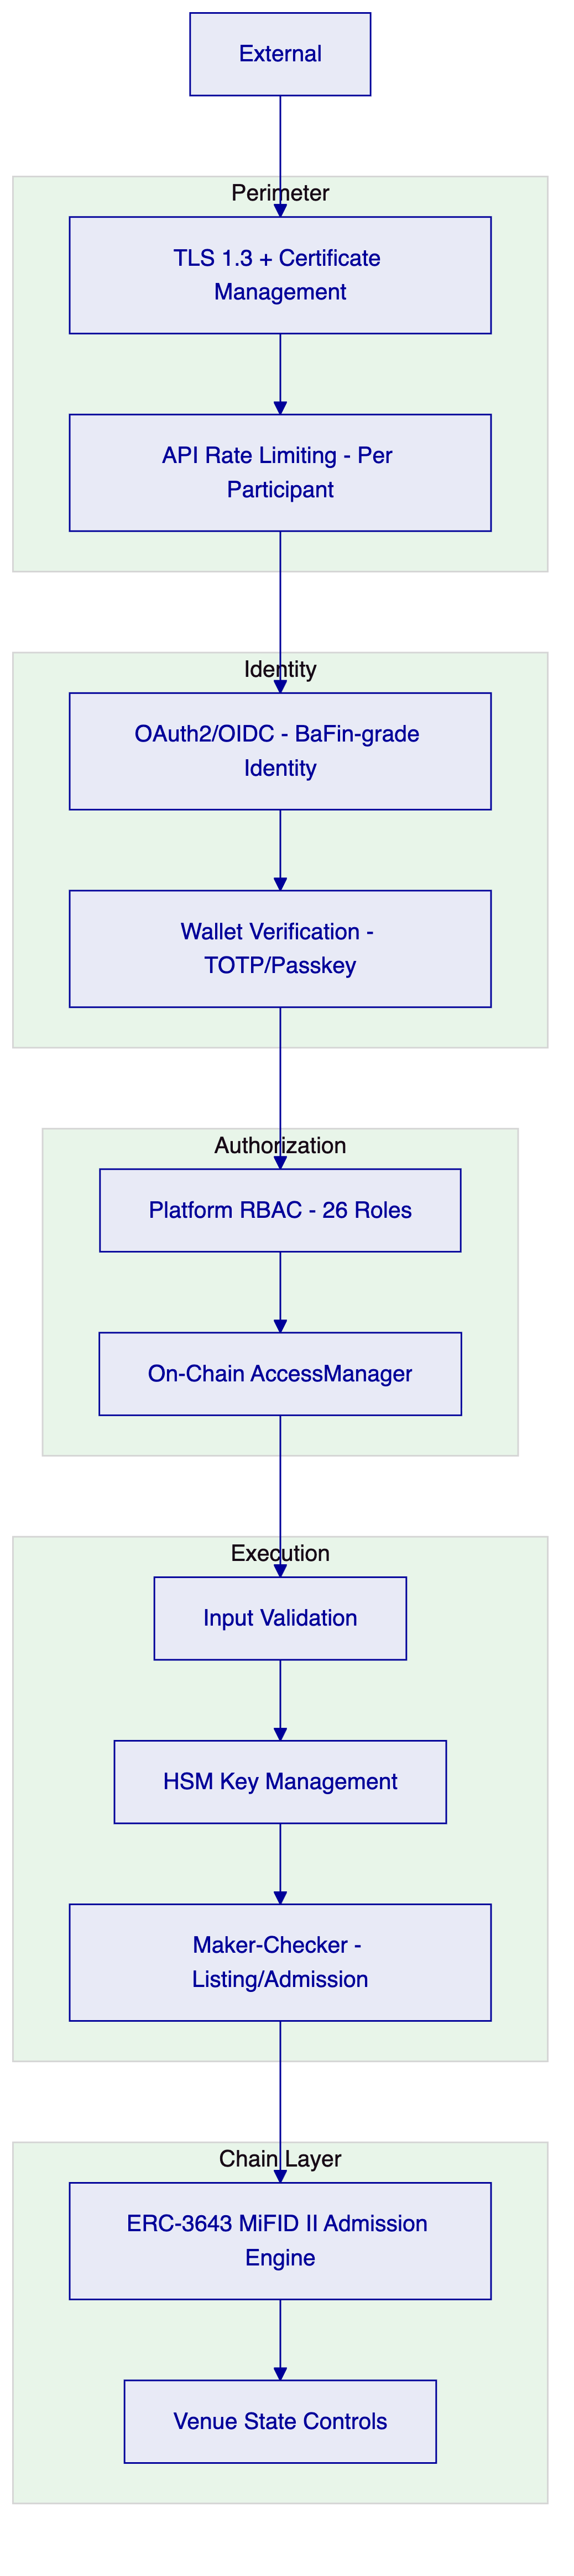 External
Perimeter
TLS 1.3 + Certificate
Management
API Rate Limiting - Per
Participant
Identity
OAuth2/OIDC - BaFin-grade
Identity
Wallet Verification -
TOTP/Passkey
Authorization
Platform RBAC - 26 Roles
On-Chain AccessManager
Execution
Input Validation
HSM Key Management
Maker-Checker -
Listing/Admission
Chain Layer
ERC-3643 MiFID II Admission
Engine
Venue State Controls